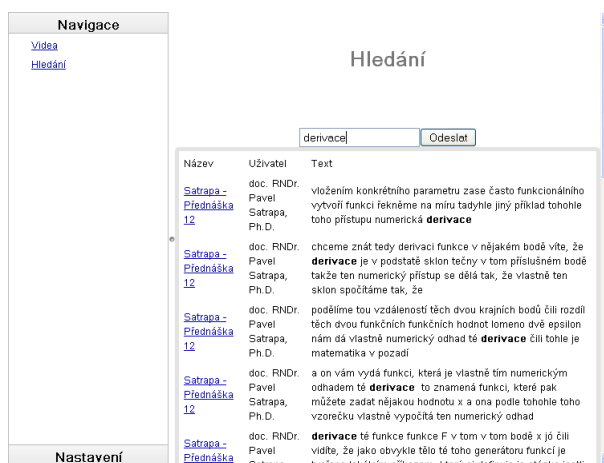 Navigace
Videa
Hledání
Hledání
derivace
Odeslat
Název Uživatel Text
Satrapa - Přednáška 12
doc. RNDr. Pavel Satrapa, Ph.D.
vložením konkrétního parametru zase často funkcionálního
vytvoří funkci řekněme na míru tadyhle jiný příklad tohohle
toho přístupu numerická derivace
Satrapa - Přednáška 12
doc. RNDr. Pavel Satrapa, Ph.D.
chceme znát tedy derivaci funkce v nějakém bodě víte, že
derivace je v podstatě sklon tečny v tom příslušném bodě
takže ten numerický přístup se dělá tak, že vlastně ten
sklon spočítáme tak, že
Satrapa - Přednáška 12
doc. RNDr. Pavel Satrapa, Ph.D.
podělíme tou vzdáleností těch dvou krajních bodů čili rozdíl
těch dvou funkčních funkčních hodnot lomeno dvě epsilon
nám dá vlastně numerický odhad té derivace čili tohle je
matematika v pozadí
Satrapa - Přednáška 12
doc. RNDr. Pavel Satrapa, Ph.D.
a on vám vydá funkci, která je vlastně tím numerickým
odhadem té derivace to znamená funkci, které pak
můžete zadat nějakou hodnotu x a ona podle tohohle toho
vzorečku vlastně vypočítá ten numerický odhad
Satrapa - Přednáška
doc. RNDr. Pavel
derivace té funkce funkce F v tom v tom bodě x jó čili
vidíte, že jako obvykle tělo té toho generátoru funkcí je
Nastavení